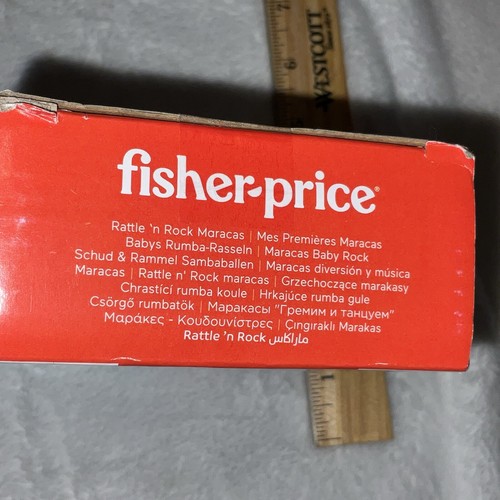 WESTCOTT
9
fisher-price®
Rattle 'n Rock Maracas | Mes Premières Maracas
Babys Rumba-Rasseln | Maracas Baby Rock
Schud & Rammel Sambaballen | Maracas diversión y música
Maracas | Rattle n' Rock maracas | Grzechoczące marakasy
Chrastící rumba koule | Hrkajúce rumba gule
Csörgő rumbatök | Маракасы "Гремим и танцуем"
Μαράκες - Κουδουνίστρες | Çıngıraklı Marakas
Rattle 'n Rock ماراكاس